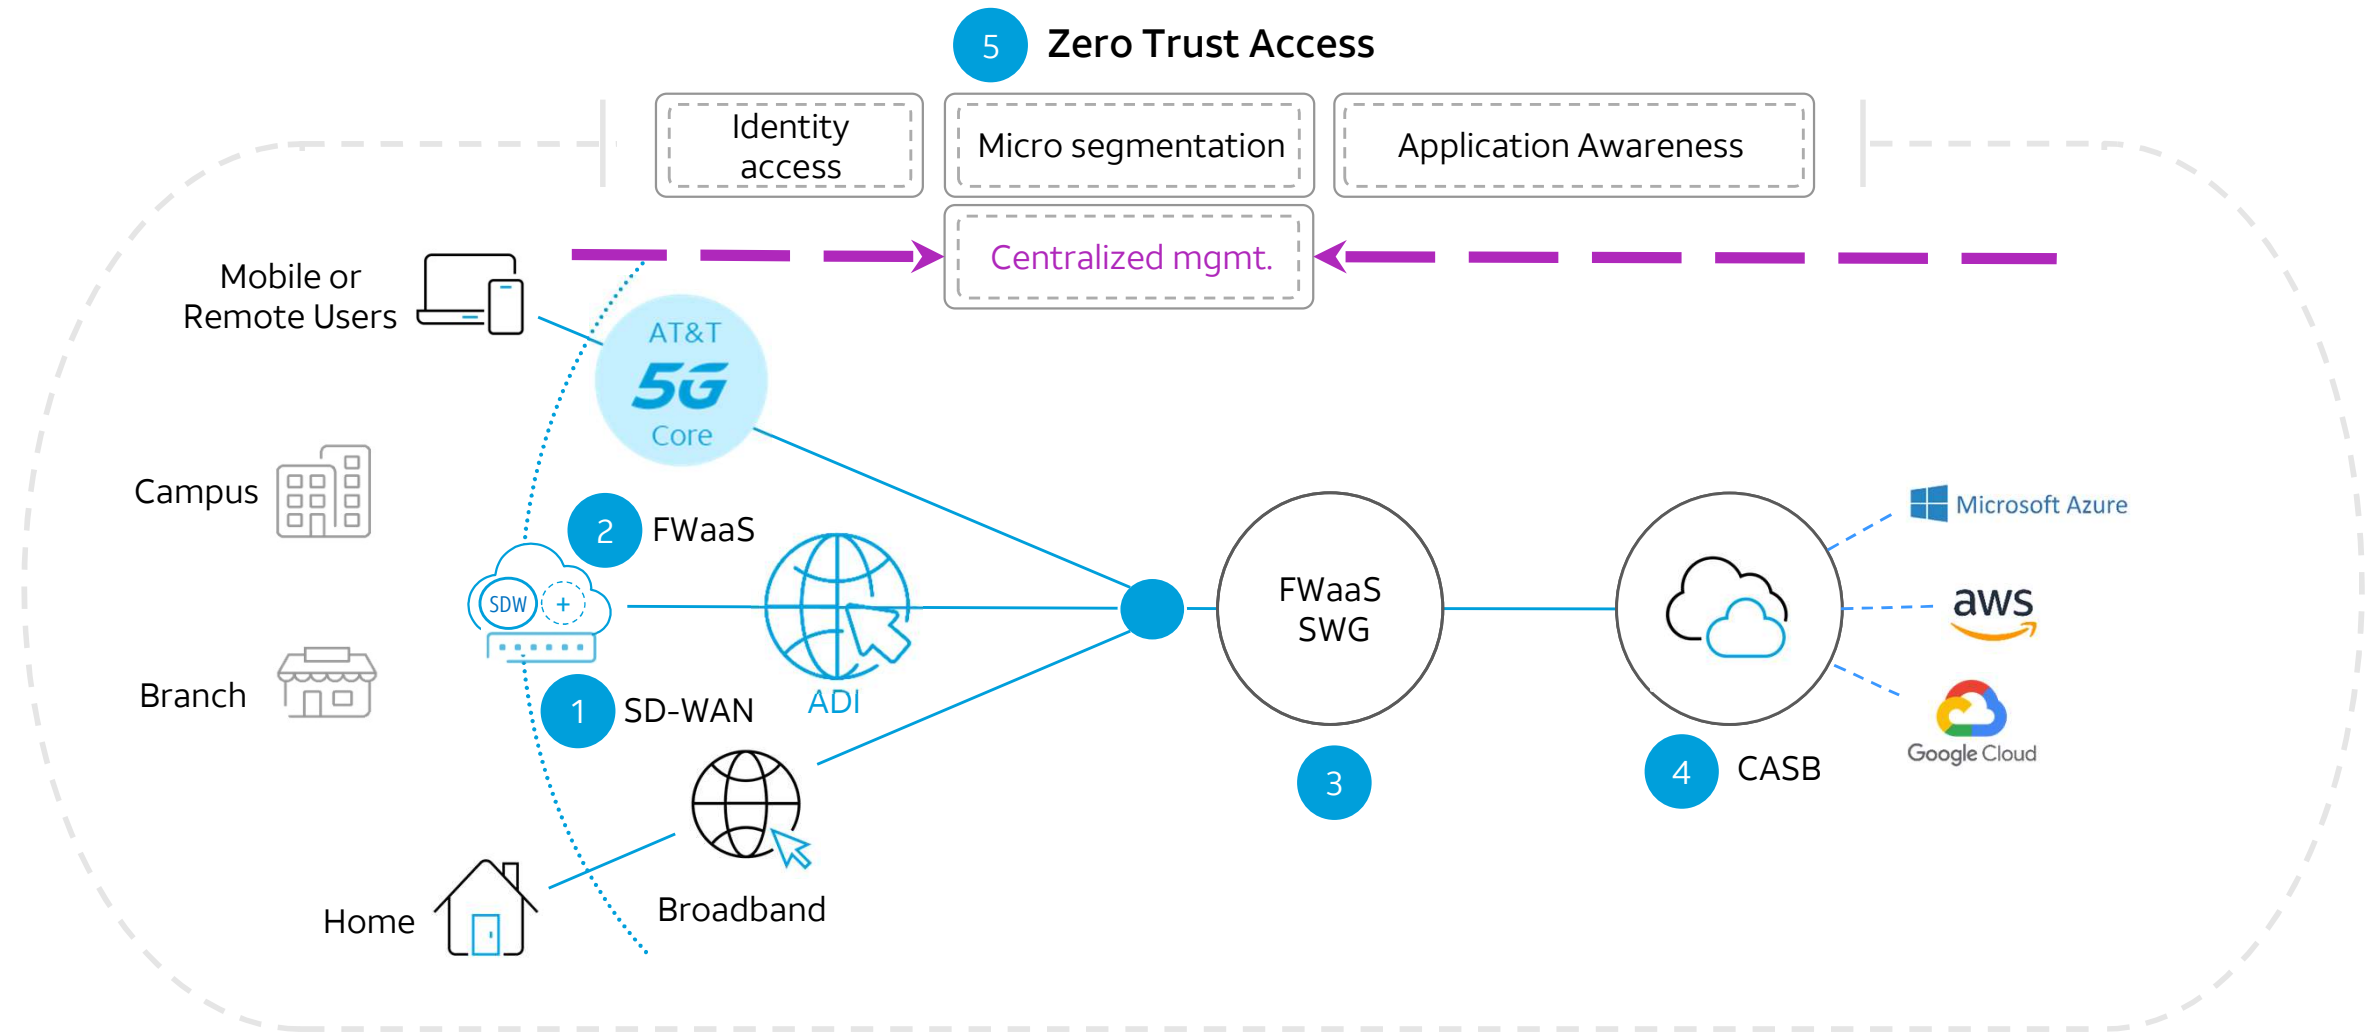 5 Zero Trust Access
Identity
access
Micro segmentation
Application Awareness
Centralized mgmt.
Mobile or
Remote Users
AT&T
5G
Core
Campus
2 FWaaS
SDW +
Branch
1 SD-WAN
ADI
FWaaS
SWG
3
4 CASB
Microsoft Azure
aws
Google Cloud
Home
Broadband